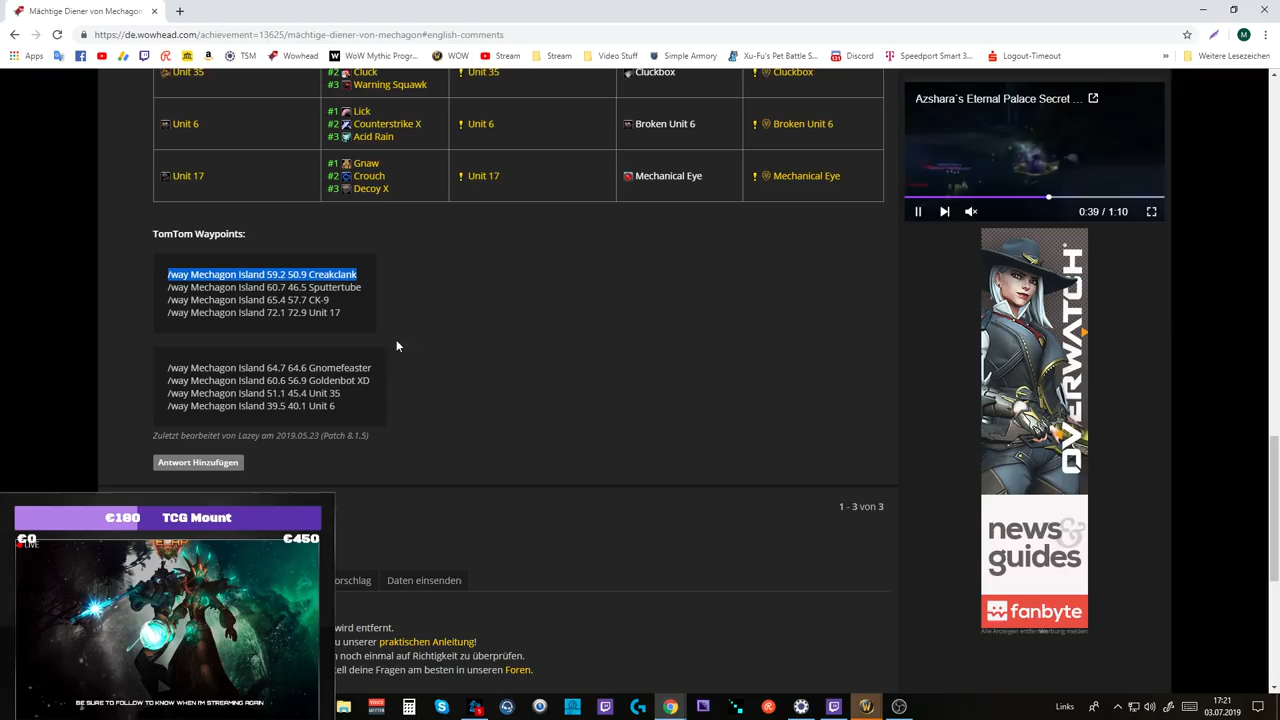 Mächtige Diener von Mechagon
https://de.wowhead.com/achievement=13625/mächtige-diener-von-mechagon#english-comments
Apps
TSM
Wowhead
WoW Mythic Progr...
WOW
Stream
Stream
Video Stuff
Simple Armory
Xu-Fu's Pet Battle S...
Discord
Speedport Smart 3...
Logout-Timeout
»
Weitere Lesezeichen
Unit 35
#2 Cluck
#3 Warning Squawk
Unit 35
Cluckbox
Cluckbox
Unit 6
#1 Lick
#2 Counterstrike X
#3 Acid Rain
Unit 6
Broken Unit 6
Broken Unit 6
Unit 17
#1 Gnaw
#2 Crouch
#3 Decoy X
Unit 17
Mechanical Eye
Mechanical Eye
TomTom Waypoints:
/way Mechagon Island 59.2 50.9 Creakclank
/way Mechagon Island 60.7 46.5 Sputtertube
/way Mechagon Island 65.4 57.7 CK-9
/way Mechagon Island 72.1 72.9 Unit 17
/way Mechagon Island 64.7 64.6 Gnomefeaster
/way Mechagon Island 60.6 56.9 Goldenbot XD
/way Mechagon Island 51.1 45.4 Unit 35
/way Mechagon Island 39.5 40.1 Unit 6
Zuletzt bearbeitet von Lazey am 2019.05.23 (Patch 8.1.5)
Antwort Hinzufügen
1 - 3 von 3
Azshara`s Eternal Palace Secret ...
0:39 / 1:10
OVERWATCH
news &
guides
fanbyte
Alle Anzeigen entfernen
Werbung melden
€180 TCG Mount
€0
€450
LIVE
BE SURE TO FOLLOW TO KNOW WHEN I'M STREAMING AGAIN
orschlag
Daten einsenden
wird entfernt.
u unserer praktischen Anleitung!
noch einmal auf Richtigkeit zu überprüfen.
tell deine Fragen am besten in unseren Foren.
Links
17:21
03.07.2019